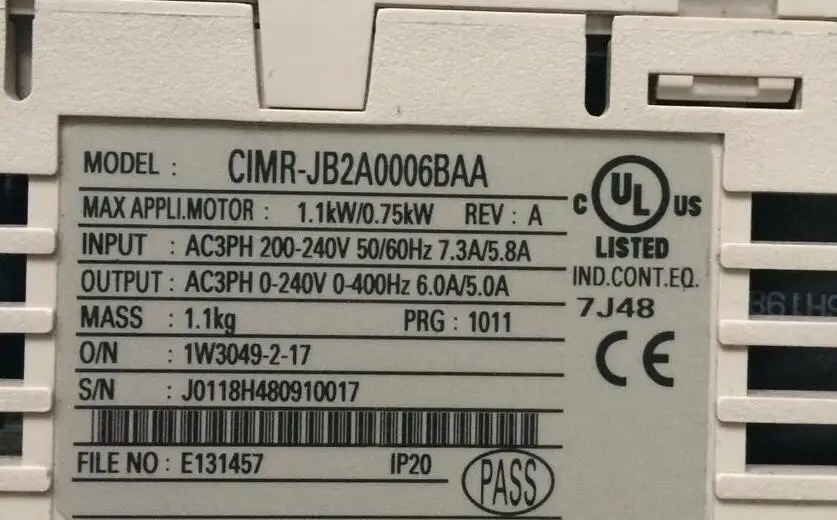 MODEL : CIMR-JB2A0006BAA
MAX APPLI.MOTOR : 1.1kW/0.75kW REV : A
INPUT : AC3PH 200-240V 50/60Hz 7.3A/5.8A
OUTPUT : AC3PH 0-240V 0-400Hz 6.0A/5.0A
MASS : 1.1kg PRG : 1011
O/N : 1W3049-2-17
S/N : J0118H480910017
FILE NO : E131457 IP20
PASS
C UL US
LISTED
IND.CONT.EQ.
7J48
CE